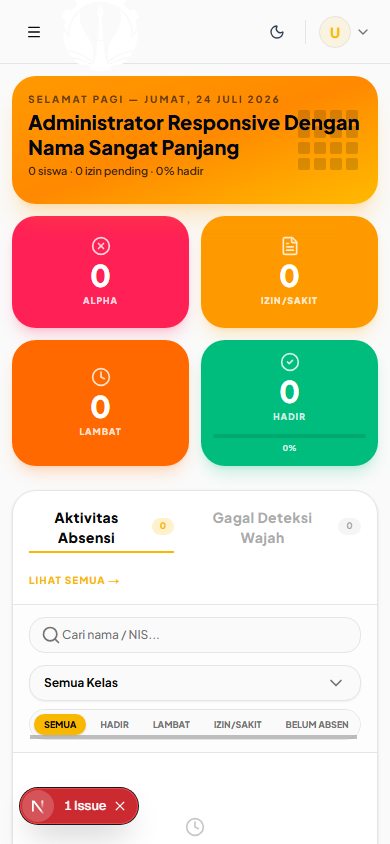 U
SELAMAT PAGI — JUMAT, 24 JULI 2026
Administrator Responsive Dengan
Nama Sangat Panjang
0 siswa · 0 izin pending · 0% hadir
0
ALPHA
0
IZIN/SAKIT
0
LAMBAT
0
HADIR
0%
Aktivitas
Absensi
0
Gagal Deteksi
Wajah
0
LIHAT SEMUA →
Cari nama / NIS...
Semua Kelas
SEMUA HADIR LAMBAT IZIN/SAKIT BELUM ABSEN
N 1 Issue